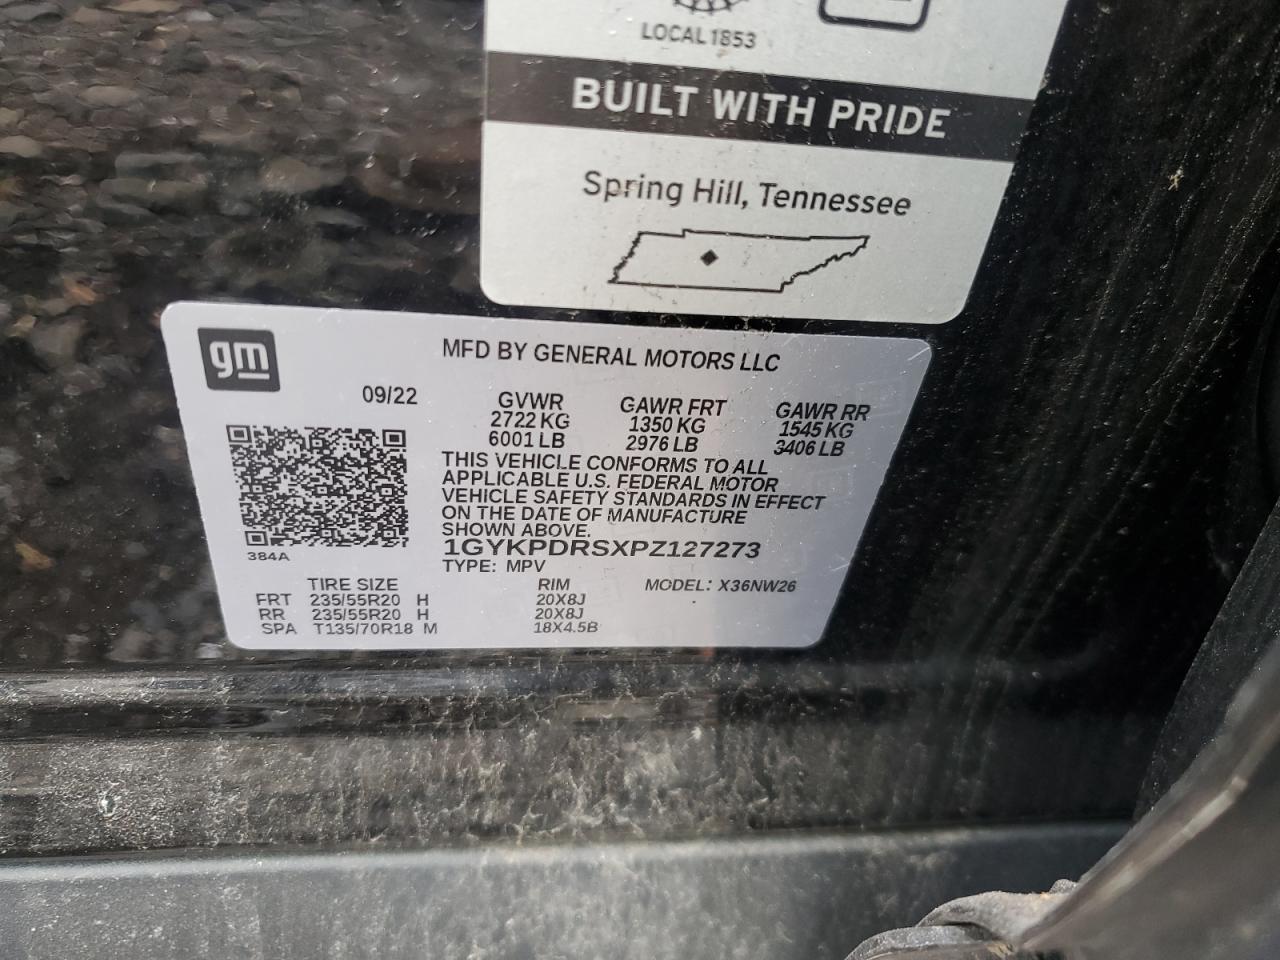 LOCAL 1853
BUILT WITH PRIDE
Spring Hill, Tennessee
gm
MFD BY GENERAL MOTORS LLC
09/22 GVWR GAWR FRT GAWR RR
2722 KG 1350 KG 1545 KG
6001 LB 2976 LB 3406 LB
THIS VEHICLE CONFORMS TO ALL
APPLICABLE U.S. FEDERAL MOTOR
VEHICLE SAFETY STANDARDS IN EFFECT
ON THE DATE OF MANUFACTURE
SHOWN ABOVE.
384A 1GYKPDRSXPZ127273
TYPE: MPV
TIRE SIZE RIM MODEL: X36NW26
FRT 235/55R20 H 20X8J
RR 235/55R20 H 20X8J
SPA T135/70R18 M 18X4.5B